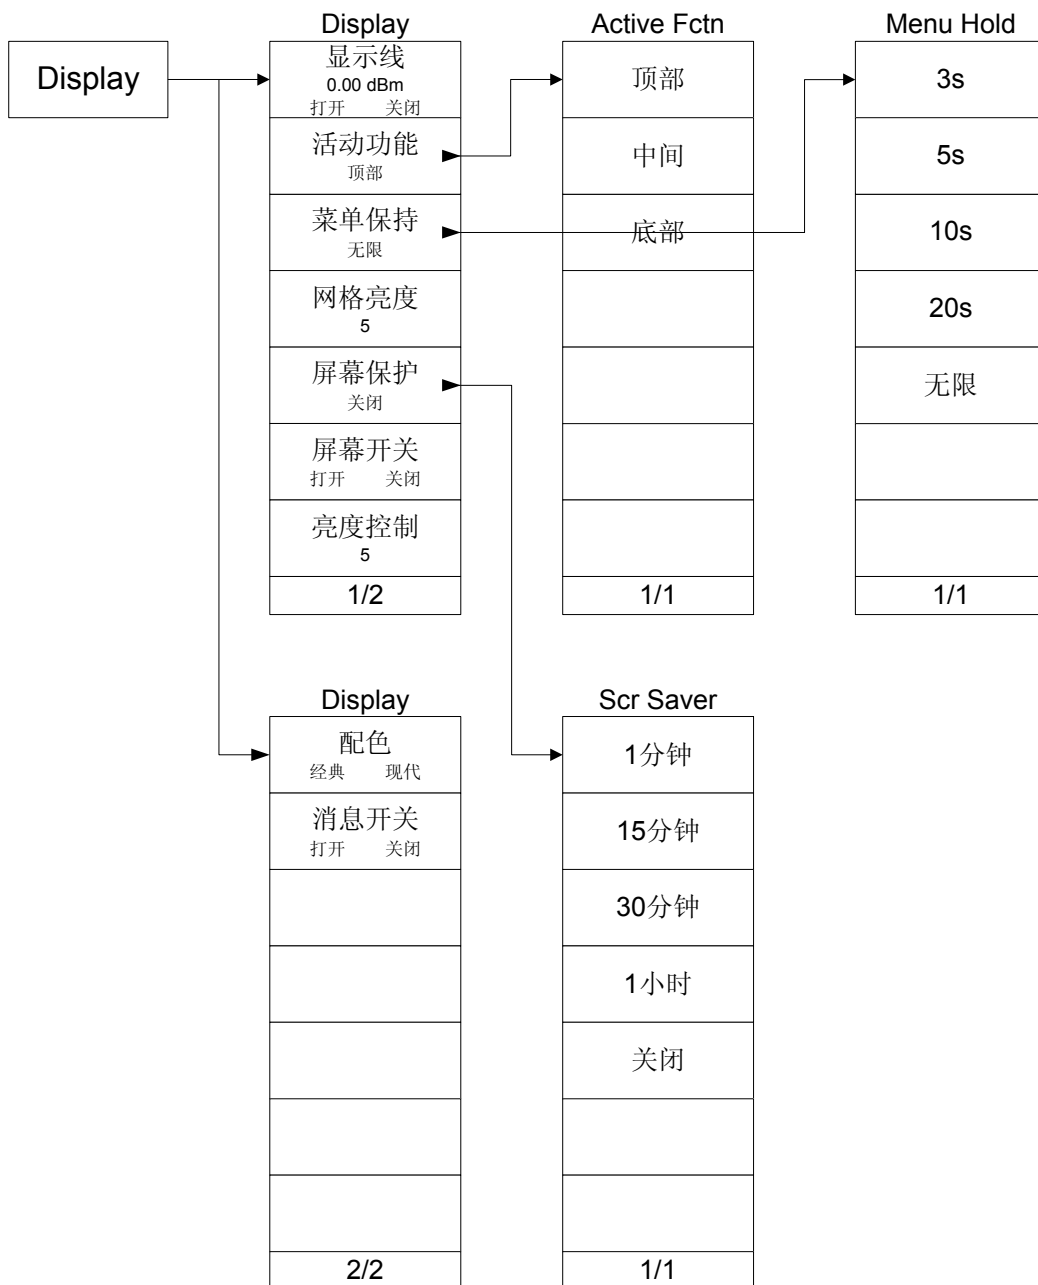 Display
Display
显示线
0.00 dBm
打开 关闭
活动功能
顶部
菜单保持
无限
网格亮度
5
屏幕保护
关闭
屏幕开关
打开 关闭
亮度控制
5
1/2
Active Fctn
顶部
中间
底部
1/1
Menu Hold
3s
5s
10s
20s
无限
1/1
Display
配色
经典 现代
消息开关
打开 关闭
2/2
Scr Saver
1分钟
15分钟
30分钟
1小时
关闭
1/1